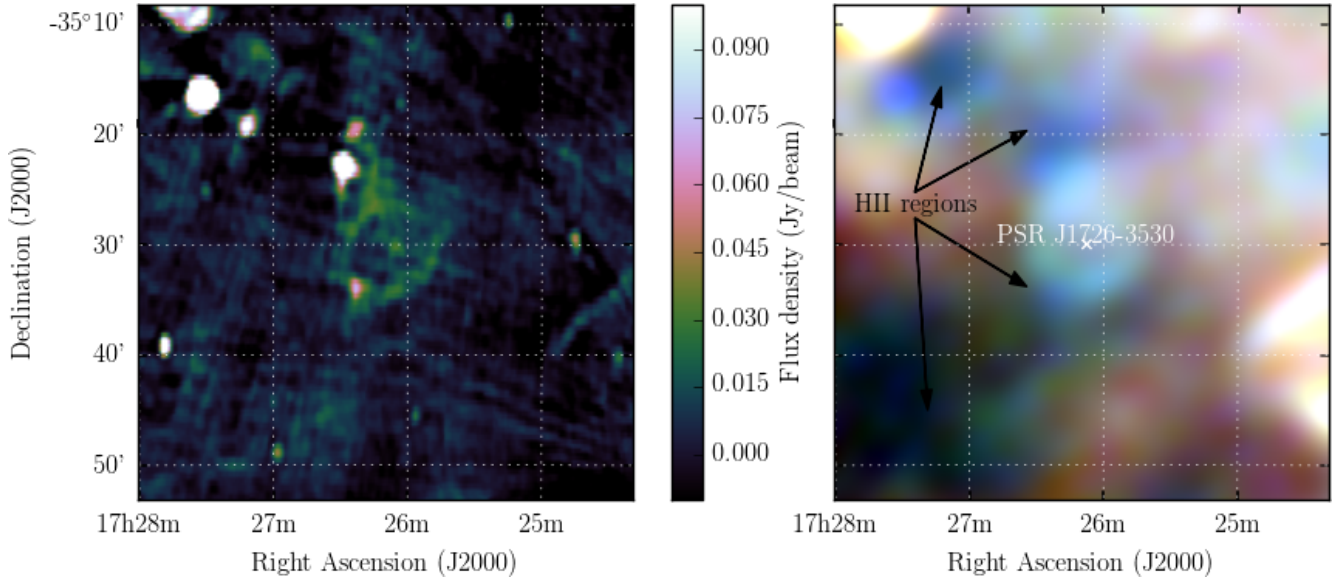 -35°10'
20'
30'
40'
50'
Declination (J2000)
17h28m
27m
26m
25m
Right Ascension (J2000)
0.090
0.075
0.060
0.045
0.030
0.015
0.000
Flux density (Jy/beam)
HII regions
PSR J1726-3530
17h28m
27m
26m
25m
Right Ascension (J2000)